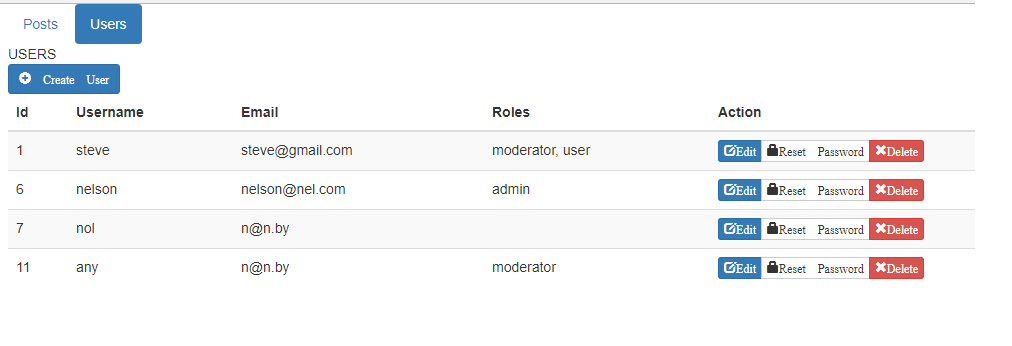 Posts Users
USERS
Create User
Id Username Email Roles Action
1 steve steve@gmail.com moderator, user Edit Reset Password Delete
6 nelson nelson@nel.com admin Edit Reset Password Delete
7 nol n@n.by Edit Reset Password Delete
11 any n@n.by moderator Edit Reset Password Delete